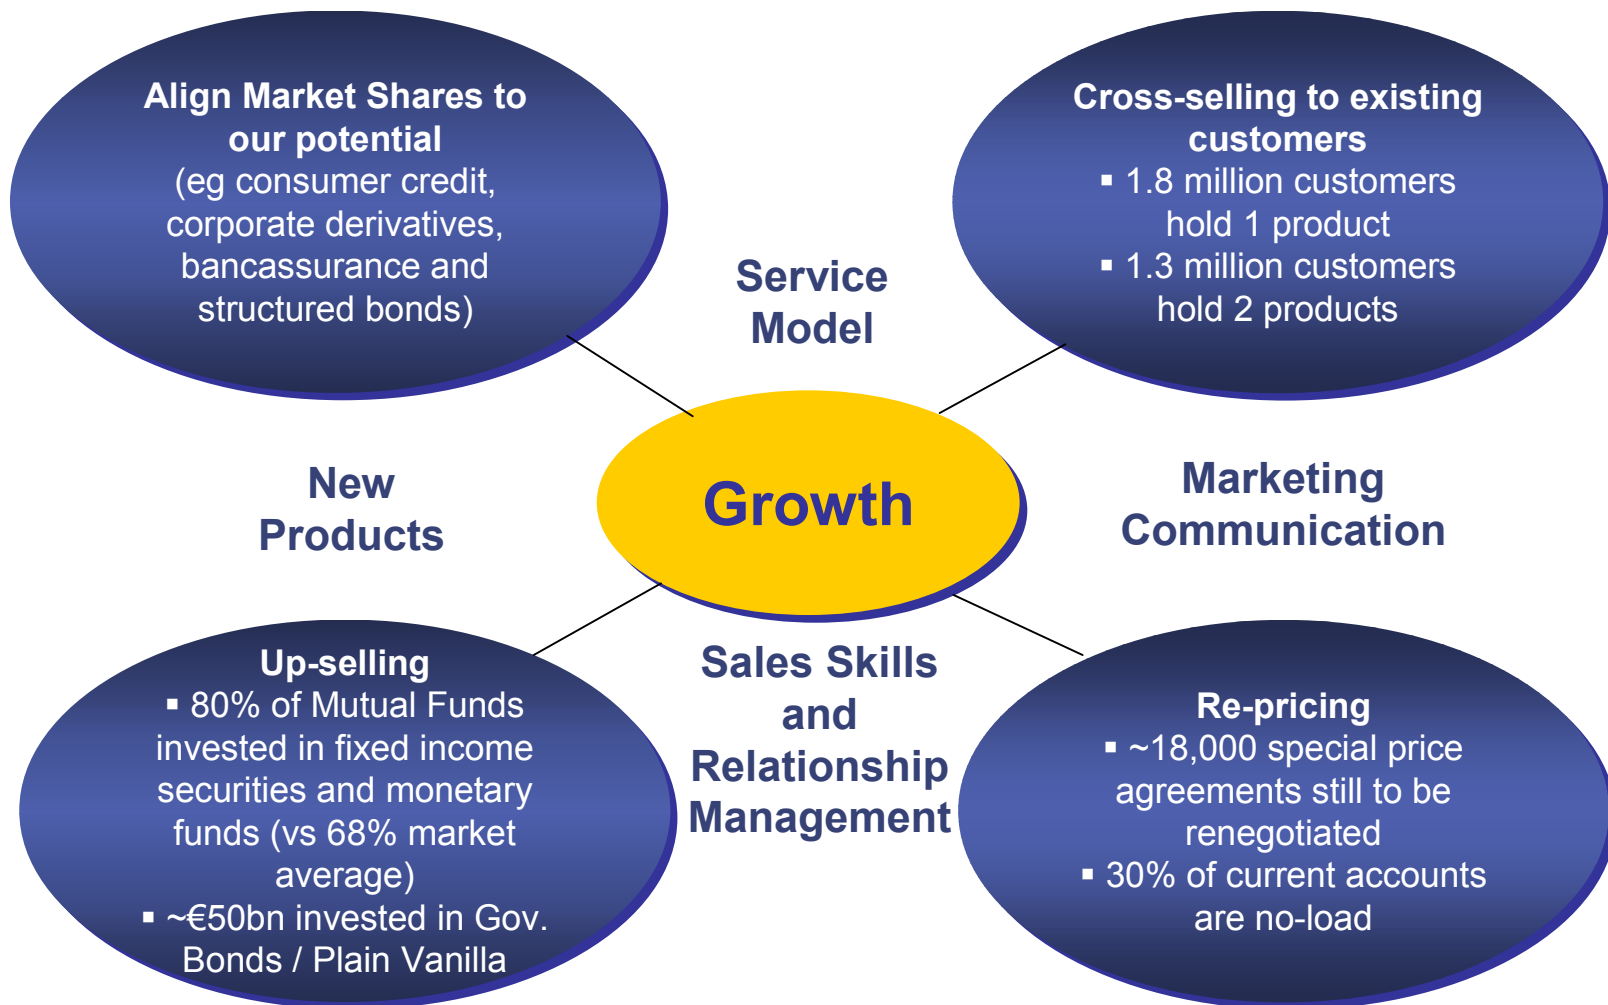 Align Market Shares to
our potential
(eg consumer credit,
corporate derivatives,
bancassurance and
structured bonds)
Cross-selling to existing
customers
▪ 1.8 million customers
hold 1 product
▪ 1.3 million customers
hold 2 products
Service
Model
New
Products
Growth
Marketing
Communication
Up-selling
▪ 80% of Mutual Funds
invested in fixed income
securities and monetary
funds (vs 68% market
average)
▪ ~€50bn invested in Gov.
Bonds / Plain Vanilla
Sales Skills
and
Relationship
Management
Re-pricing
▪ ~18,000 special price
agreements still to be
renegotiated
▪ 30% of current accounts
are no-load